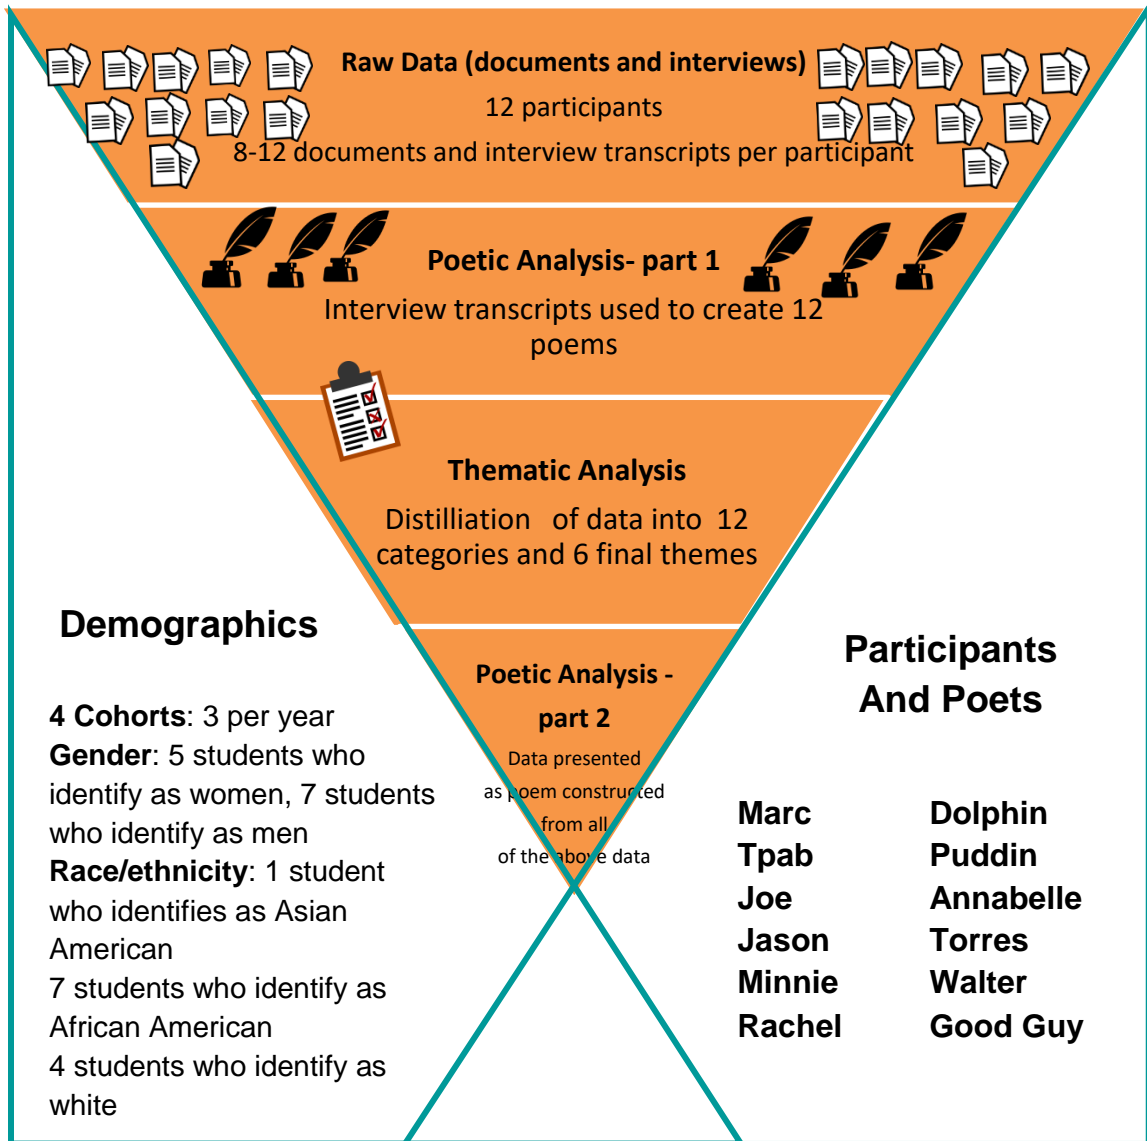 Raw Data (documents and interviews)
12 participants
8-12 documents and interview transcripts per participant
Poetic Analysis- part 1
Interview transcripts used to create 12
poems
Thematic Analysis
Distilliation of data into 12
categories and 6 final themes
Poetic Analysis -
part 2
Data presented
as poem constructed
from all
of the above data
Demographics
4 Cohorts: 3 per year
Gender: 5 students who
identify as women, 7 students
who identify as men
Race/ethnicity: 1 student
who identifies as Asian
American
7 students who identify as
African American
4 students who identify as
white
Participants
And Poets
Marc
Tpab
Joe
Jason
Minnie
Rachel
Dolphin
Puddin
Annabelle
Torres
Walter
Good Guy